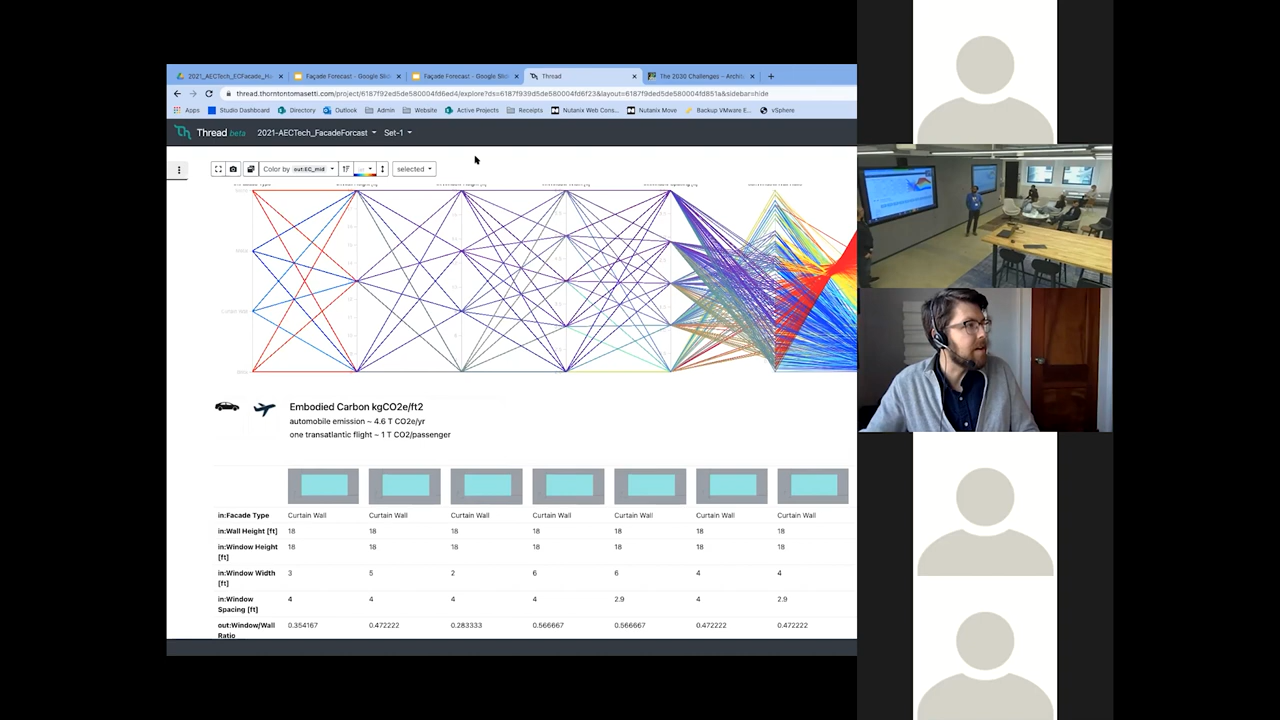 2021_AECTech_ECFacade_Ha
Façade Forecast - Google Slid
Façade Forecast - Google Slid
Thread
The 2030 Challenges – Archit
thread.thorntontomasetti.com/project/6187f92ed5de580004fd6ed4/explore?ds=6187f939d5de580004fd6f23&layout=6187f9ded5de580004fd851a&sidebar=hide
Apps Studio Dashboard Directory Outlook Admin Website Active Projects Receipts Nutanix Web Cons... Nutanix Move Backup VMware E... vSphere
Thread beta 2021-AECTech_FacadeForcast Set-1
Color by out:EC_mid selected
Embodied Carbon kgCO2e/ft2
automobile emission ~ 4.6 T CO2e/yr
one transatlantic flight ~ 1 T CO2/passenger
in:Facade Type Curtain Wall Curtain Wall Curtain Wall Curtain Wall Curtain Wall Curtain Wall Curtain Wall
in:Wall Height [ft] 18 18 18 18 18 18 18
in:Window Height 18 18 18 18 18 18 18
[ft]
in:Window Width 3 5 2 6 6 4 4
[ft]
in:Window 4 4 4 4 2.9 4 2.9
Spacing [ft]
out:Window/Wall 0.354167 0.472222 0.283333 0.566667 0.566667 0.472222 0.472222
Ratio